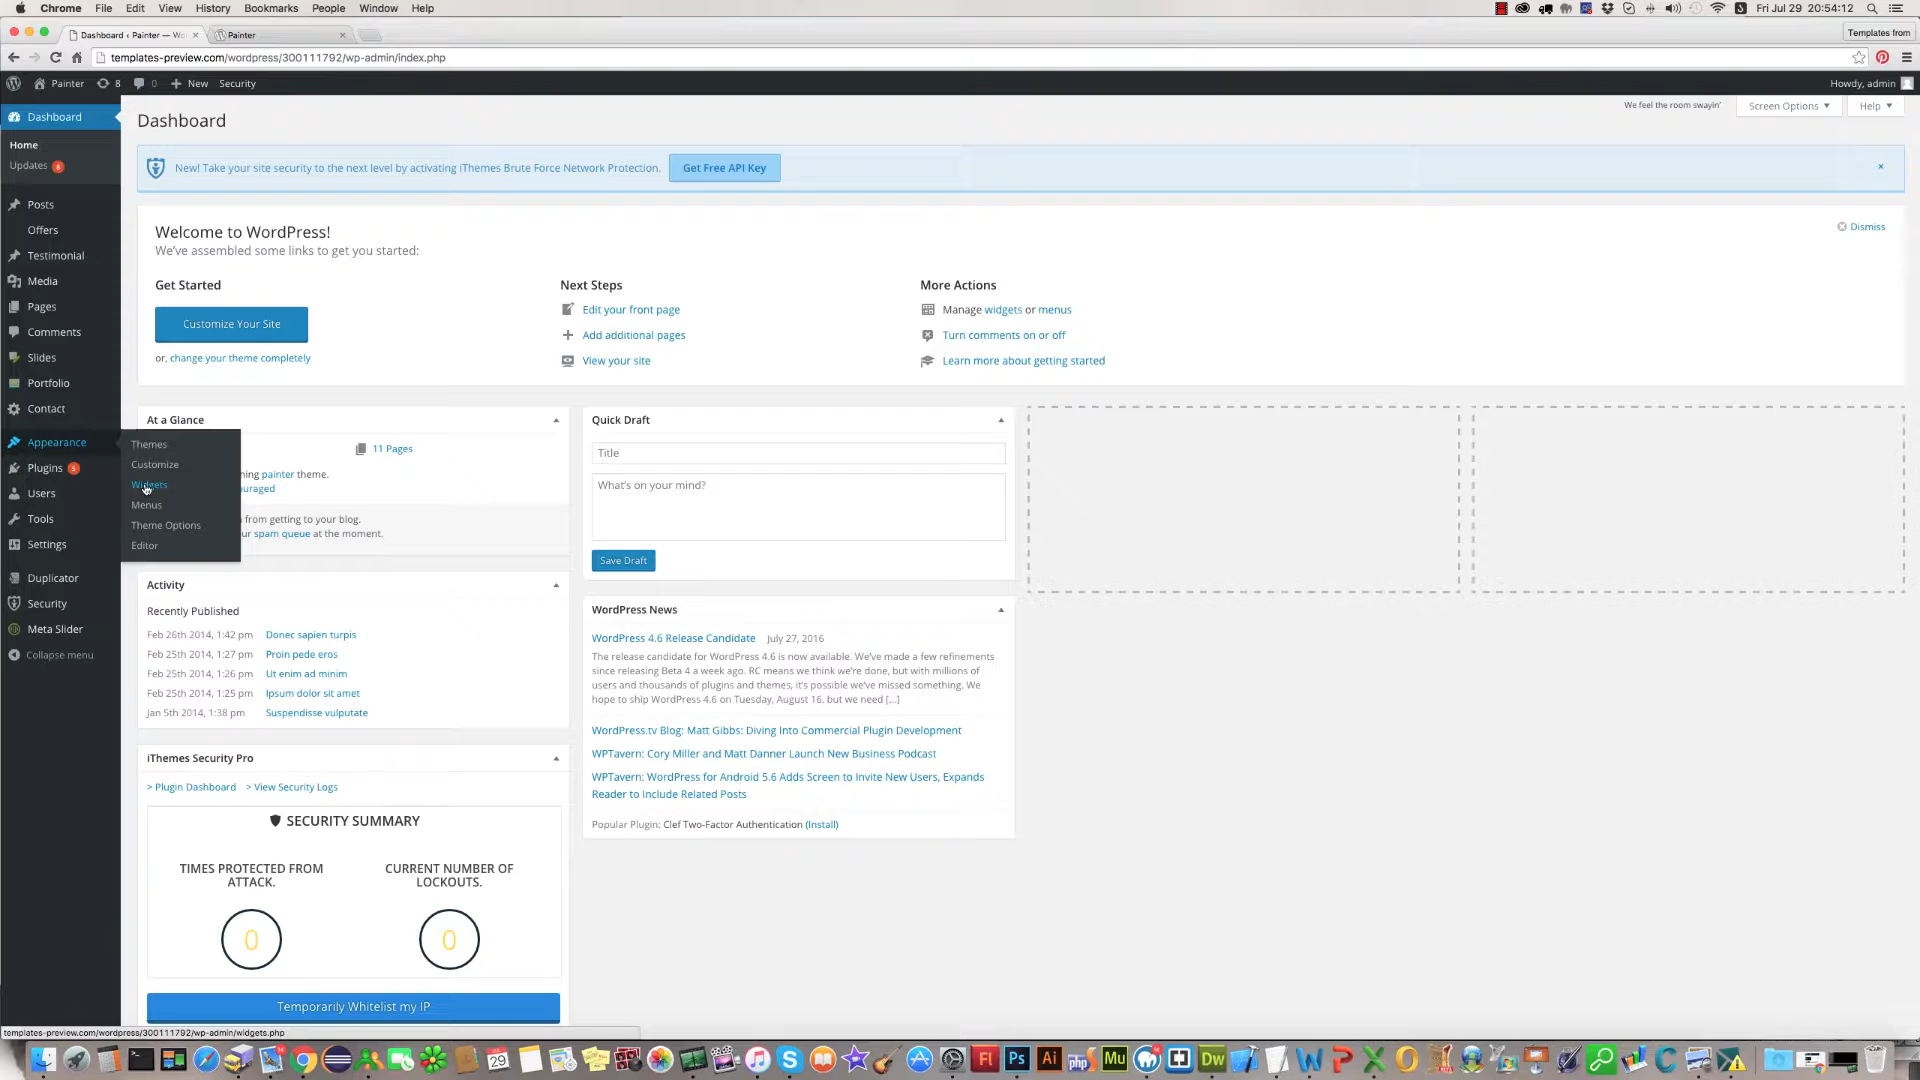 Chrome File Edit View History Bookmarks People Window Help
Fri Jul 29 20:54:12
Dashboard ‹ Painter — Wo
Painter
Templates from
templates-preview.com/wordpress/300111792/wp-admin/index.php
Painter 8 0 New Security
Howdy, admin
Dashboard
Home
Updates 8
Posts
Offers
Testimonial
Media
Pages
Comments
Slides
Portfolio
Contact
Appearance
Plugins 5
Users
Tools
Settings
Duplicator
Security
Meta Slider
Collapse menu
Themes
Customize
Widgets
Menus
Theme Options
Editor
Dashboard
We feel the room swayin'
Screen Options
Help
New! Take your site security to the next level by activating iThemes Brute Force Network Protection.
Get Free API Key
Welcome to WordPress!
We've assembled some links to get you started:
Dismiss
Get Started
Customize Your Site
or, change your theme completely
Next Steps
Edit your front page
Add additional pages
View your site
More Actions
Manage widgets or menus
Turn comments on or off
Learn more about getting started
At a Glance
11 Pages
ning painter theme.
ouraged
from getting to your blog.
ur spam queue at the moment.
Activity
Recently Published
Feb 26th 2014, 1:42 pm Donec sapien turpis
Feb 25th 2014, 1:27 pm Proin pede eros
Feb 25th 2014, 1:26 pm Ut enim ad minim
Feb 25th 2014, 1:25 pm Ipsum dolor sit amet
Jan 5th 2014, 1:38 pm Suspendisse vulputate
iThemes Security Pro
> Plugin Dashboard > View Security Logs
SECURITY SUMMARY
TIMES PROTECTED FROM
ATTACK.
0
CURRENT NUMBER OF
LOCKOUTS.
0
Temporarily Whitelist my IP
Quick Draft
Title
What's on your mind?
Save Draft
WordPress News
WordPress 4.6 Release Candidate July 27, 2016
The release candidate for WordPress 4.6 is now available. We've made a few refinements
since releasing Beta 4 a week ago. RC means we think we're done, but with millions of
users and thousands of plugins and themes, it's possible we've missed something. We
hope to ship WordPress 4.6 on Tuesday, August 16, but we need […]
WordPress.tv Blog: Matt Gibbs: Diving Into Commercial Plugin Development
WPTavern: Cory Miller and Matt Danner Launch New Business Podcast
WPTavern: WordPress for Android 5.6 Adds Screen to Invite New Users, Expands
Reader to Include Related Posts
Popular Plugin: Clef Two-Factor Authentication (Install)
templates-preview.com/wordpress/300111792/wp-admin/widgets.php
29
Fl
Ps
Ai
php
Mu
Dw